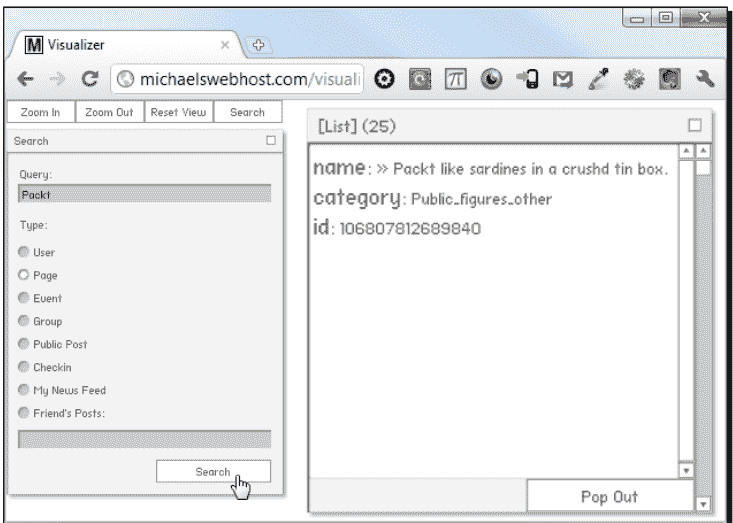 M Visualizer
michaelswebhost.com/visuali
Zoom In Zoom Out Reset View Search
Search
Query:
Packt
Type:
User
Page
Event
Group
Public Post
Checkin
My News Feed
Friend's Posts:
Search
[List] (25)
name: » Packt like sardines in a crushd tin box.
category: Public_figures_other
id: 106807812689840
Pop Out